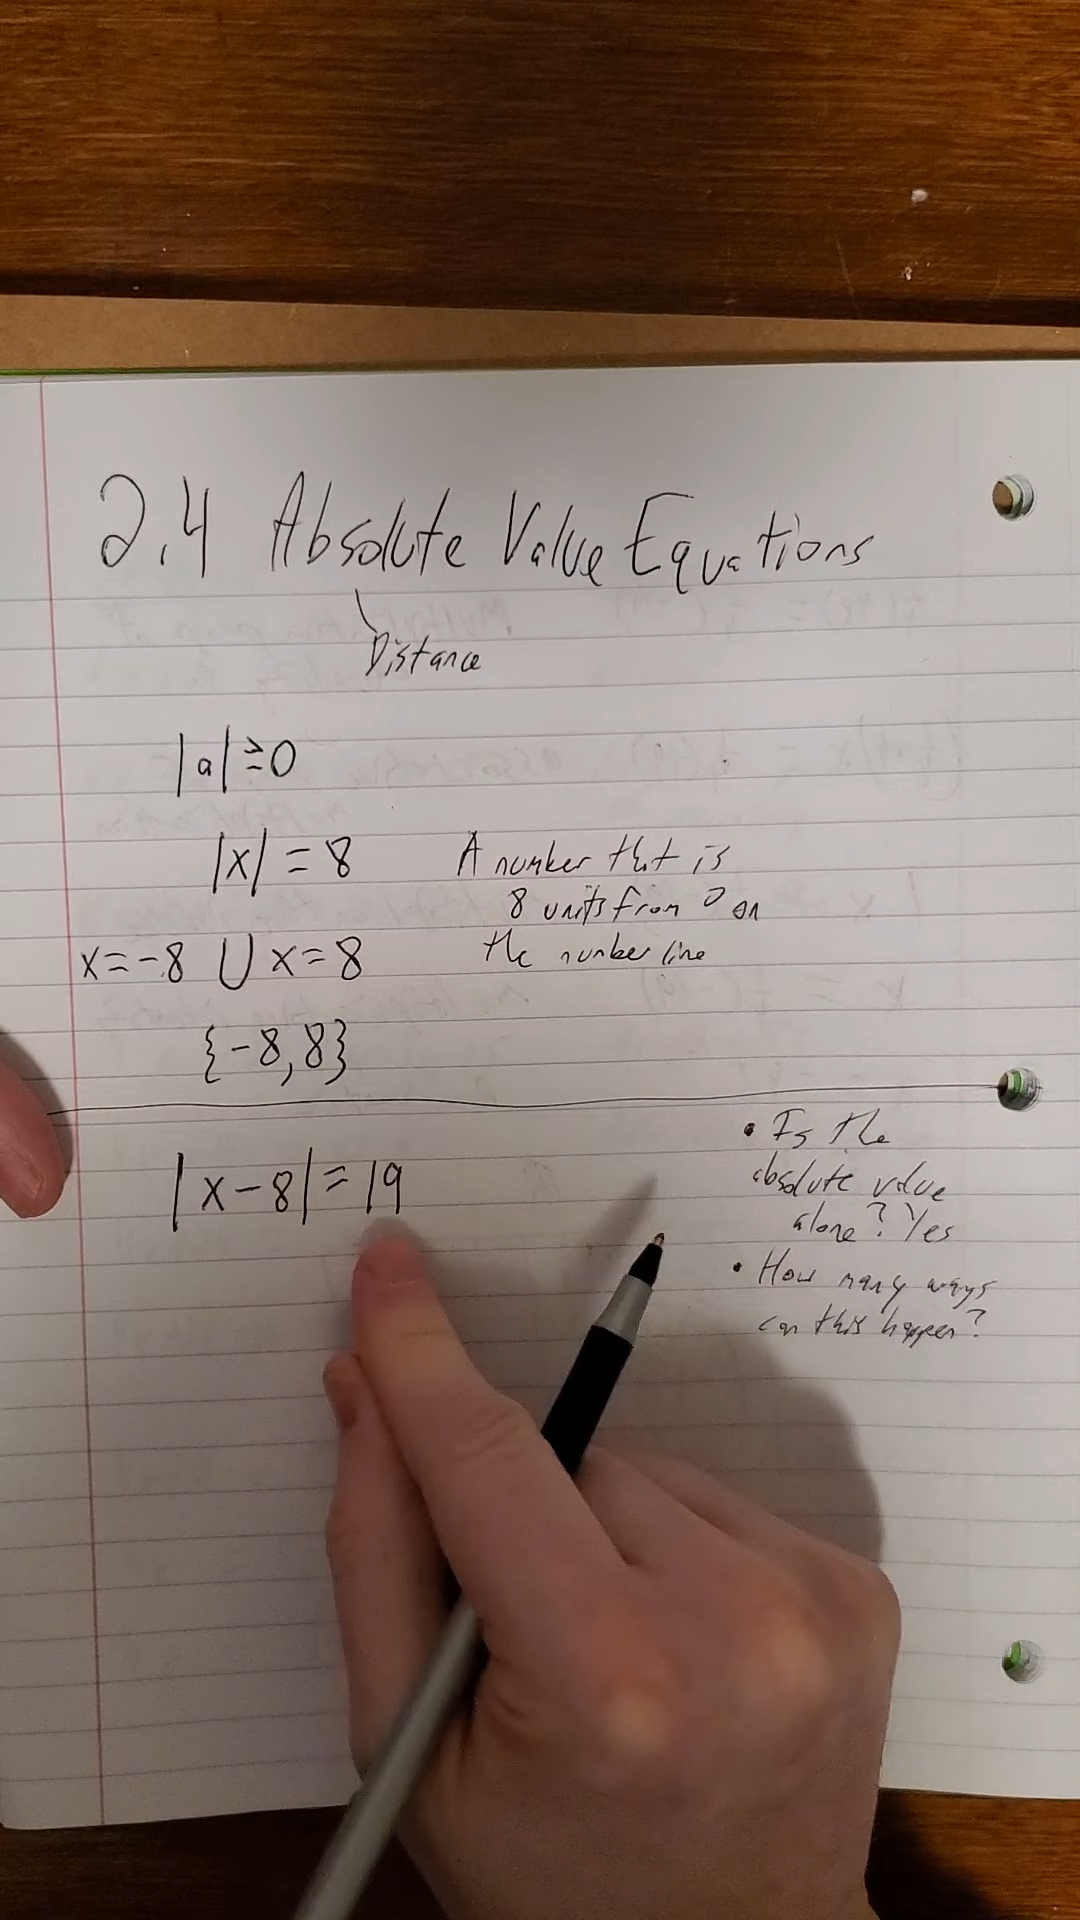 2.4 Absolute Value Equations
Distance
|a| ≥ 0
|x| = 8
A number that is
8 units from 0 on
the number line
x=-8 ∪ x=8
{-8,8}
|x-8|=19
• Is the
absolute value
alone? Yes
• How many ways
can this happen?